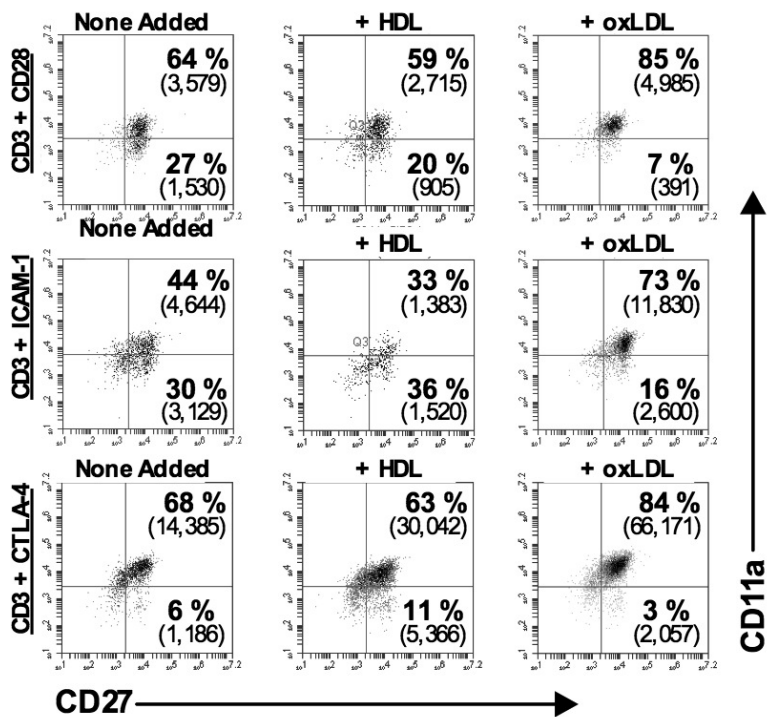 None Added + HDL + oxLDL
CD3 + CD28
64 % 59 % 85 %
(3,579) (2,715) (4,985)
Q3
27 % 20 % 7 %
(1,530) (905) (391)
None Added + HDL + oxLDL
CD3 + ICAM-1
44 % 33 % 73 %
(4,644) (1,383) (11,830)
Q3
30 % 36 % 16 %
(3,129) (1,520) (2,600)
None Added + HDL + oxLDL
CD3 + CTLA-4
68 % 63 % 84 %
(14,385) (30,042) (66,171)
6 % 11 % 3 %
(1,186) (5,366) (2,057)
CD27
CD11a